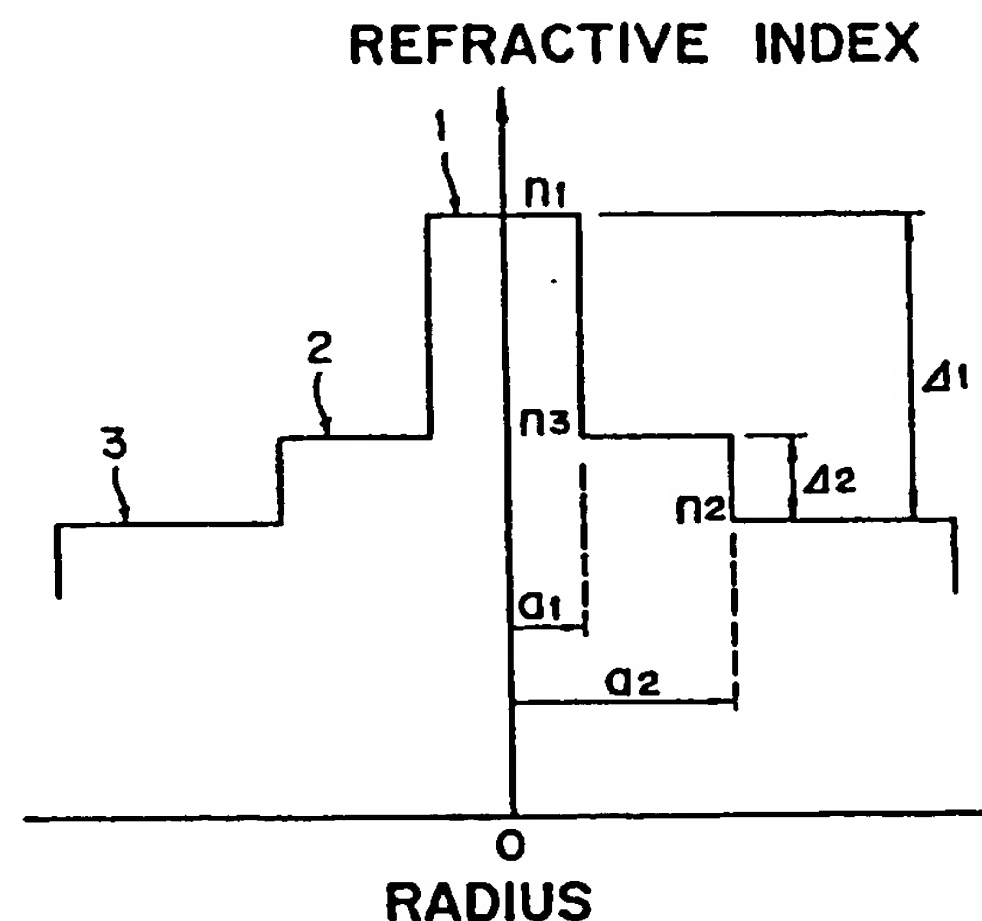 REFRACTIVE INDEX
1
n1
2
n3
Δ1
3
Δ2
n2
a1
a2
0
RADIUS